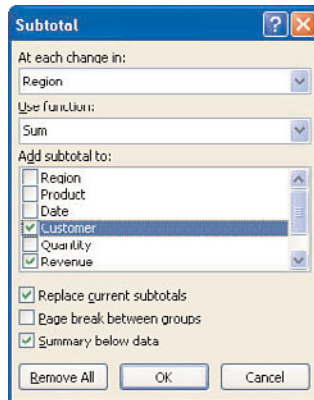 Subtotal
At each change in:
Region
Use function:
Sum
Add subtotal to:
Region
Product
Date
Customer
Quantity
Revenue
Replace current subtotals
Page break between groups
Summary below data
Remove All OK Cancel